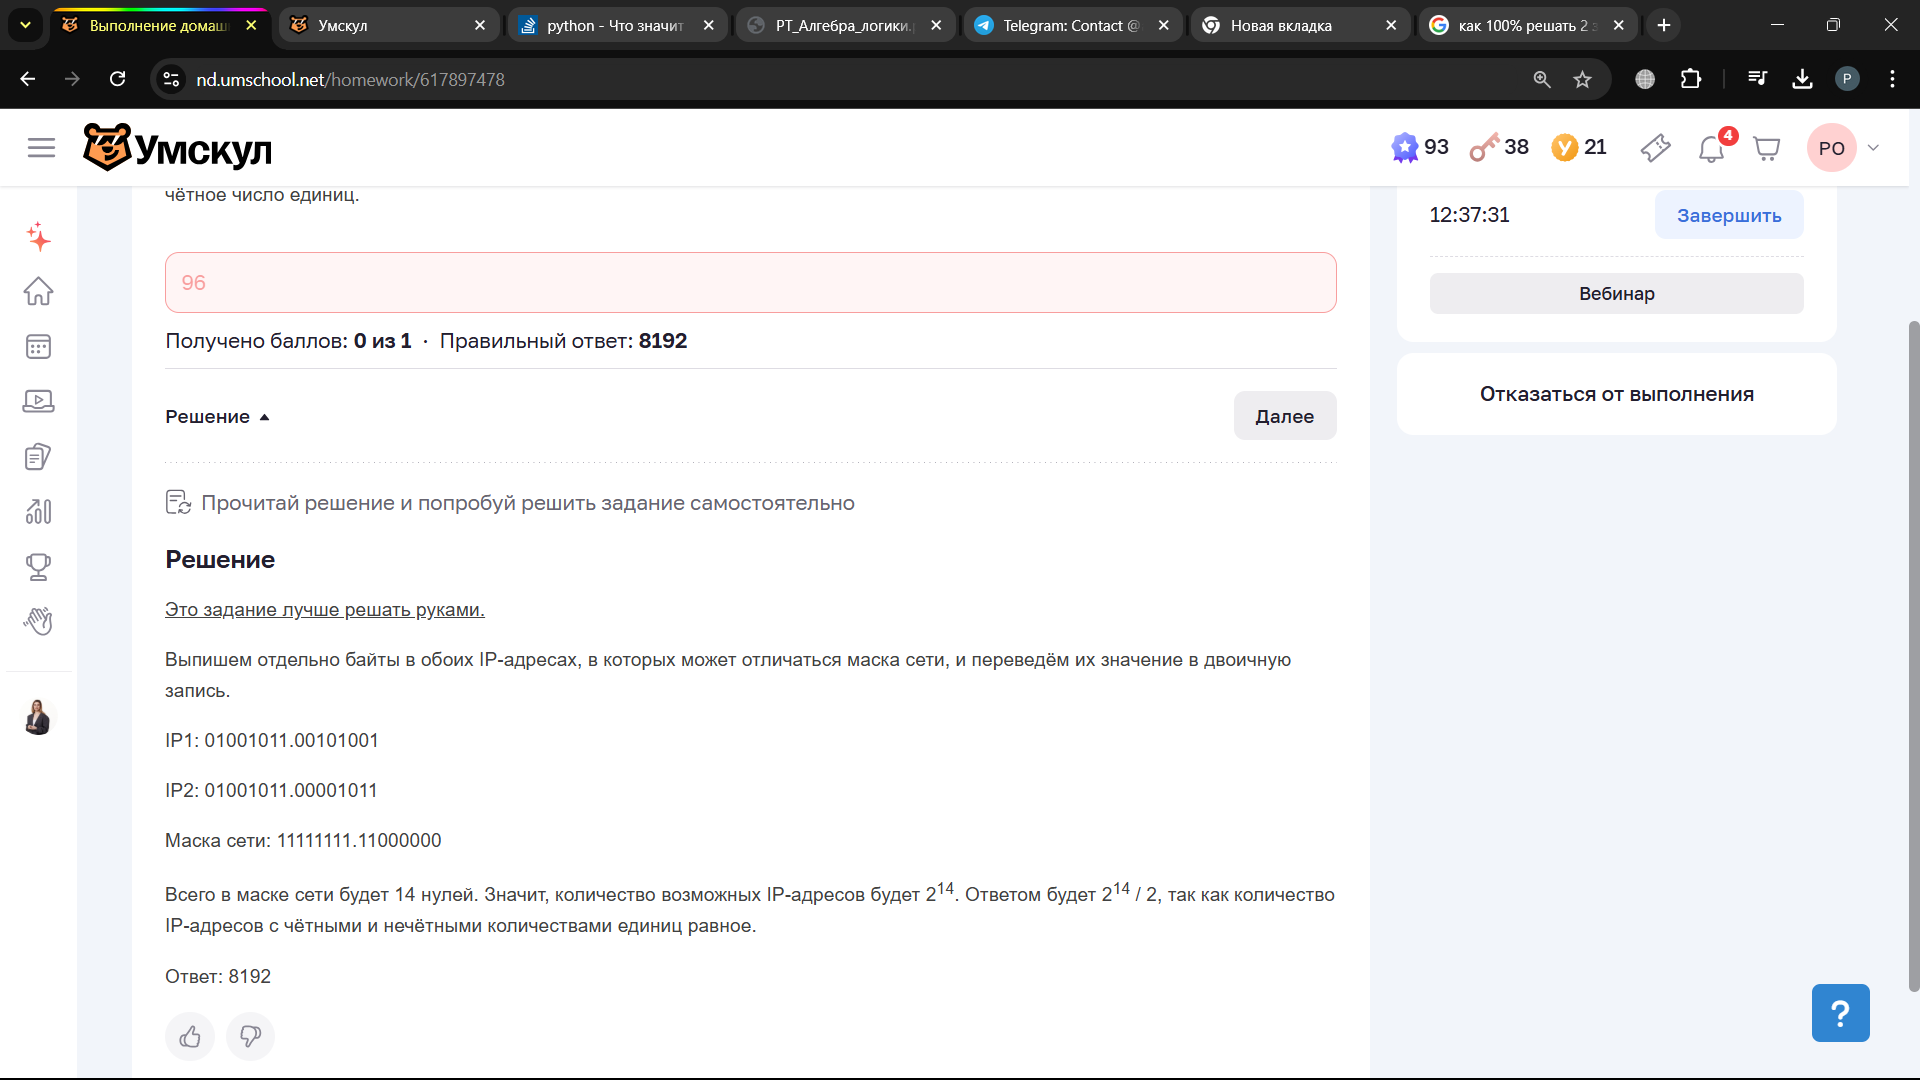 Выполнение домаш
Умскул
python - Что значит
РТ_Алгебра_логики.
Telegram: Contact @
Новая вкладка
как 100% решать 2 з
nd.umschool.net/homework/617897478
P
Умскул
93
38
21
4
РО
чётное число единиц.
96
Получено баллов: 0 из 1 · Правильный ответ: 8192
Решение
Далее
Прочитай решение и попробуй решить задание самостоятельно
Решение
Это задание лучше решать руками.
Выпишем отдельно байты в обоих IP-адресах, в которых может отличаться маска сети, и переведём их значение в двоичную
запись.
IP1: 01001011.00101001
IP2: 01001011.00001011
Маска сети: 11111111.11000000
Всего в маске сети будет 14 нулей. Значит, количество возможных IP-адресов будет 2^14. Ответом будет 2^14 / 2, так как количество
IP-адресов с чётными и нечётными количествами единиц равное.
Ответ: 8192
12:37:31
Завершить
Вебинар
Отказаться от выполнения
?